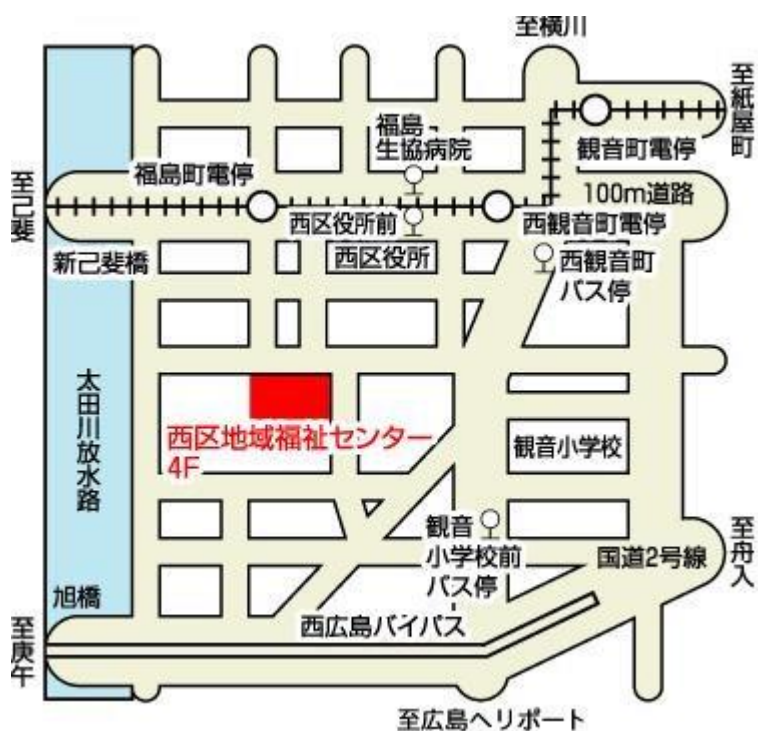 至横川
至紙屋町
福島
生協病院
観音町電停
福島町電停
100m道路
至己斐
西区役所前
西観音町電停
新己斐橋
西区役所
西観音町
バス停
太田川放水路
西区地域福祉センター
4F
観音小学校
観音
小学校前
バス停
国道2号線
至舟入
旭橋
西広島バイパス
至庚午
至広島ヘリポート